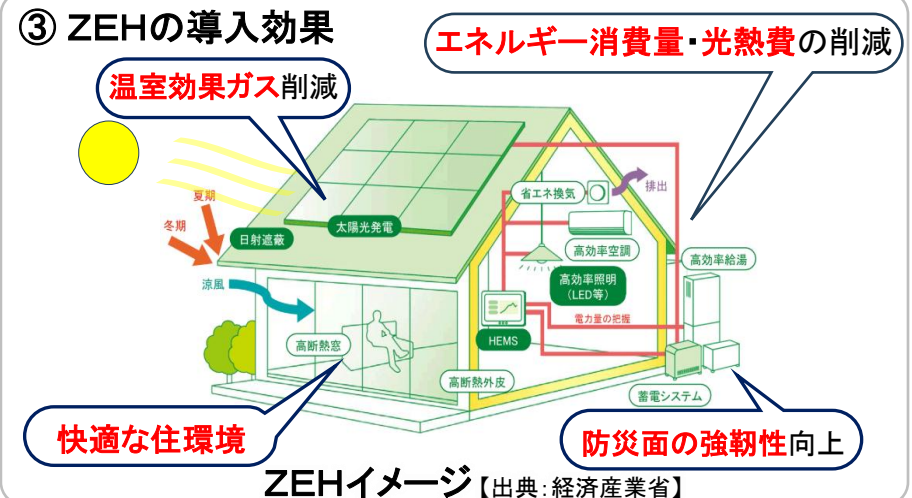 ③ ZEHの導入効果
エネルギー消費量・光熱費の削減
温室効果ガス削減
夏期
冬期
日射遮蔽
太陽光発電
省エネ換気
排出
高効率空調
高効率給湯
高効率照明
(LED等)
涼風
電力量の把握
HEMS
高断熱窓
高断熱外皮
蓄電システム
快適な住環境
防災面の強靭性向上
ZEHイメージ【出典:経済産業省】